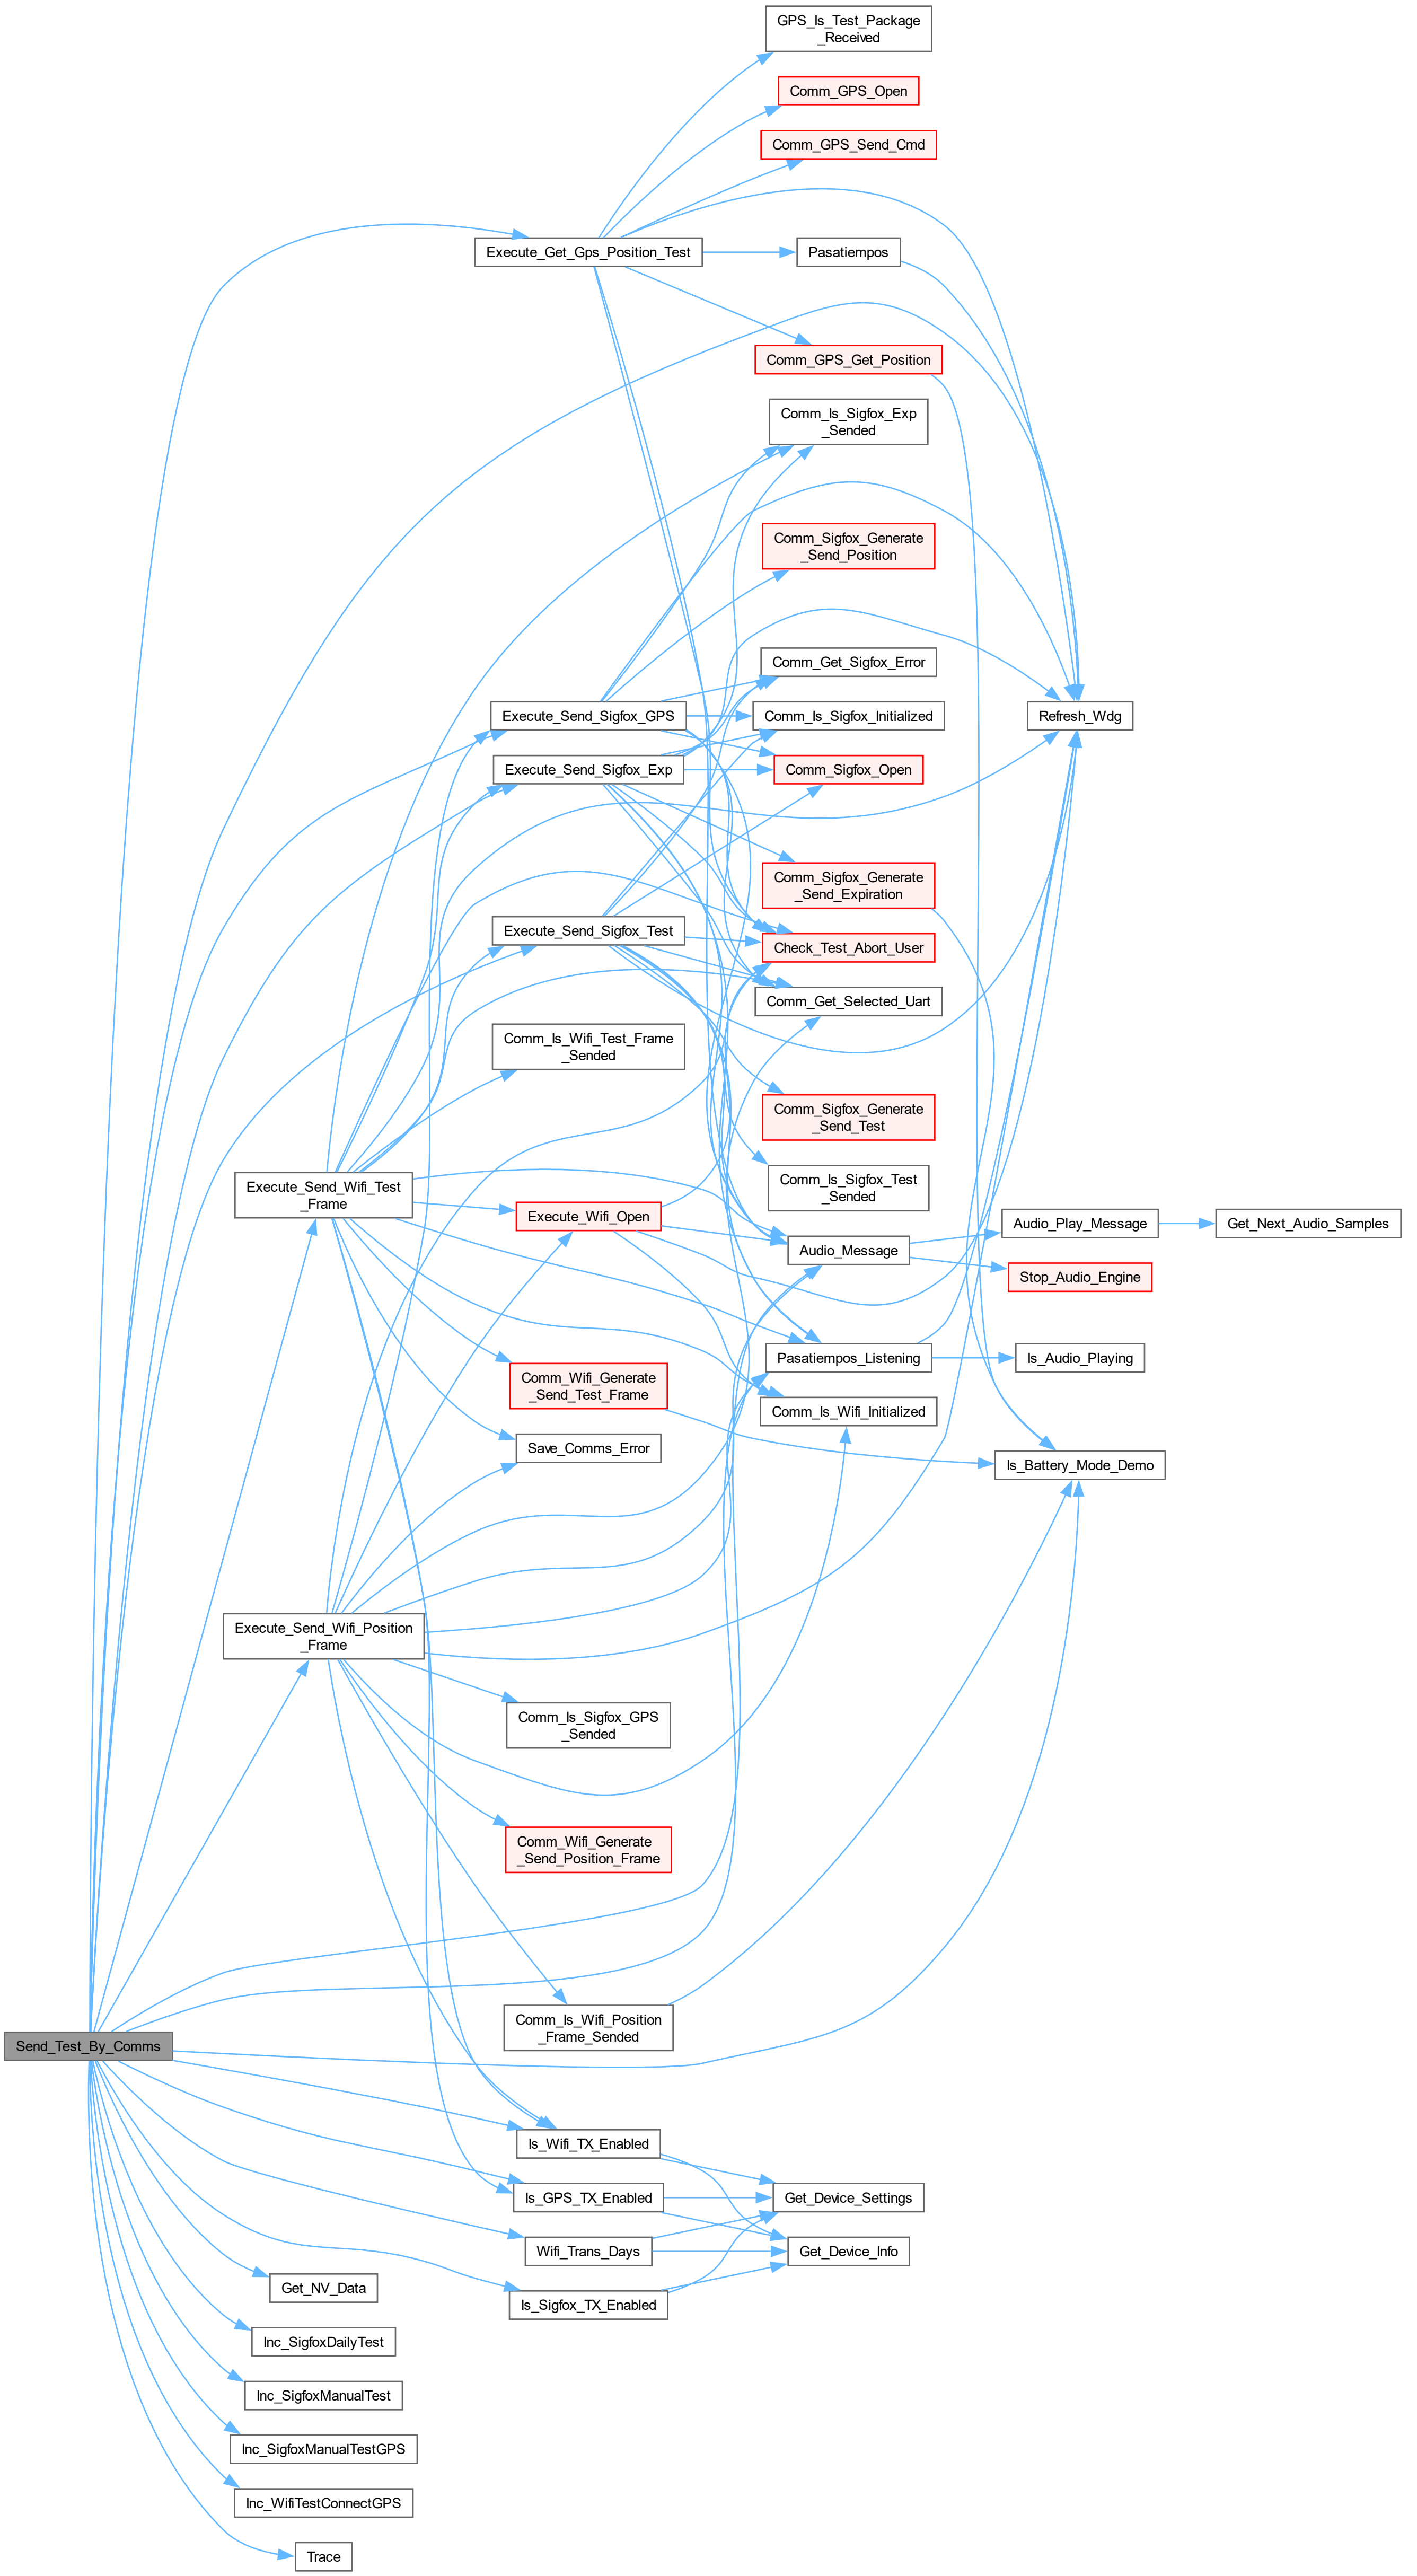 GPS_Is_Test_Package
_Received
Comm_GPS_Open
Comm_GPS_Send_Cmd
Execute_Get_Gps_Position_Test
Pasatiempos
Comm_GPS_Get_Position
Comm_Is_Sigfox_Exp
_Sended
Comm_Sigfox_Generate
_Send_Position
Comm_Get_Sigfox_Error
Execute_Send_Sigfox_GPS
Comm_Is_Sigfox_Initialized
Refresh_Wdg
Execute_Send_Sigfox_Exp
Comm_Sigfox_Open
Comm_Sigfox_Generate
_Send_Expiration
Execute_Send_Sigfox_Test
Check_Test_Abort_User
Comm_Get_Selected_Uart
Comm_Is_Wifi_Test_Frame
_Sended
Comm_Sigfox_Generate
_Send_Test
Execute_Send_Wifi_Test
_Frame
Comm_Is_Sigfox_Test
_Sended
Execute_Wifi_Open
Audio_Message
Audio_Play_Message
Get_Next_Audio_Samples
Stop_Audio_Engine
Pasatiempos_Listening
Is_Audio_Playing
Comm_Wifi_Generate
_Send_Test_Frame
Comm_Is_Wifi_Initialized
Save_Comms_Error
Is_Battery_Mode_Demo
Execute_Send_Wifi_Position
_Frame
Comm_Is_Sigfox_GPS
_Sended
Comm_Wifi_Generate
_Send_Position_Frame
Send_Test_By_Comms
Comm_Is_Wifi_Position
_Frame_Sended
Is_Wifi_TX_Enabled
Is_GPS_TX_Enabled
Get_Device_Settings
Wifi_Trans_Days
Get_Device_Info
Get_NV_Data
Is_Sigfox_TX_Enabled
Inc_SigfoxDailyTest
Inc_SigfoxManualTest
Inc_SigfoxManualTestGPS
Inc_WifiTestConnectGPS
Trace